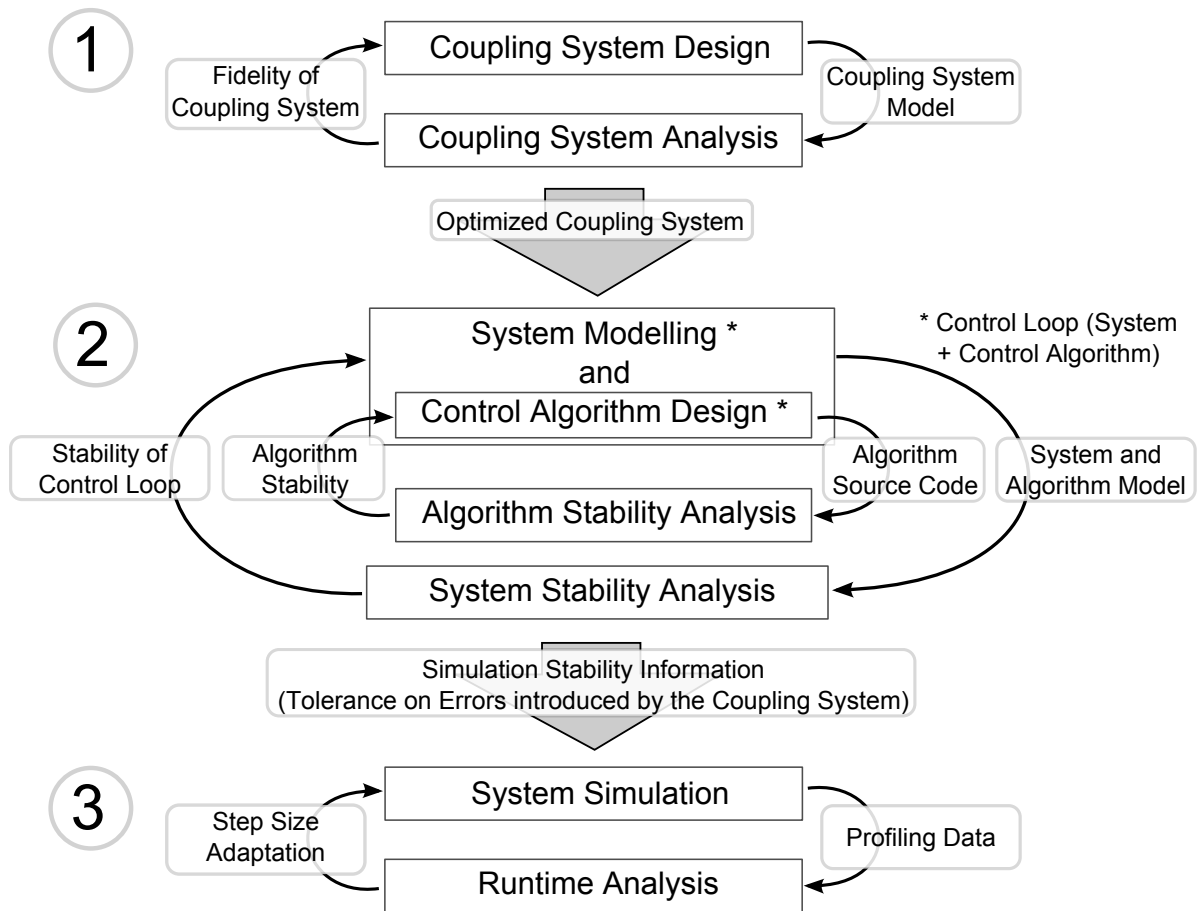 1
Coupling System Design
Fidelity of
Coupling System
Coupling System
Model
Coupling System Analysis
Optimized Coupling System
2
System Modelling *
and
Control Algorithm Design *
* Control Loop (System
+ Control Algorithm)
Stability of
Control Loop
Algorithm
Stability
Algorithm
Source Code
System and
Algorithm Model
Algorithm Stability Analysis
System Stability Analysis
Simulation Stability Information
(Tolerance on Errors introduced by the Coupling System)
3
System Simulation
Step Size
Adaptation
Profiling Data
Runtime Analysis